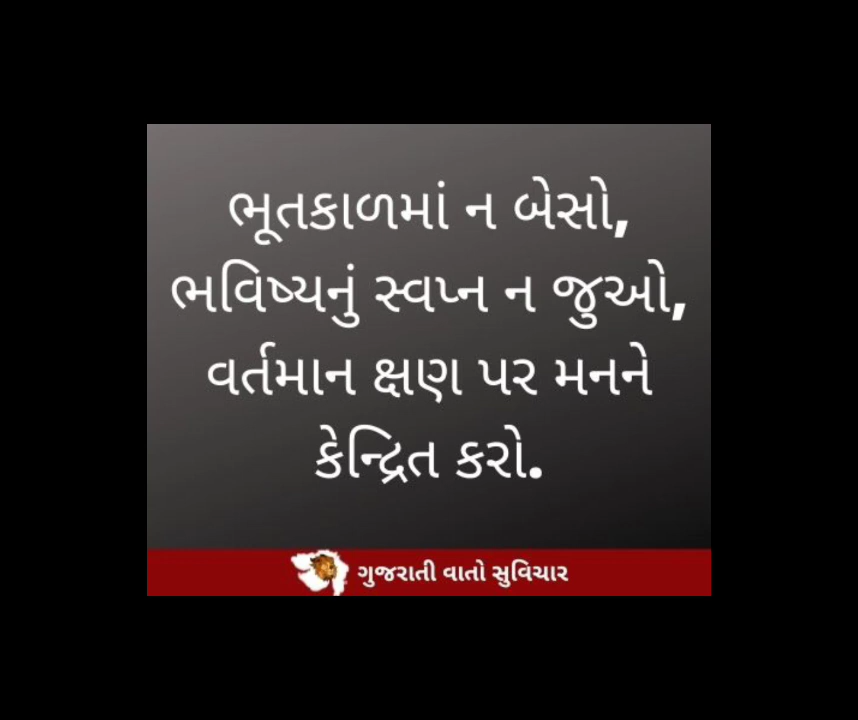 ભૂતકાળમાં ન બેસો,
ભવિષ્યનું સ્વપ્ન ન જુઓ,
વર્તમાન ક્ષણ પર મનને
કેન્દ્રિત કરો.
ગુજરાતી વાતો સુવિચાર